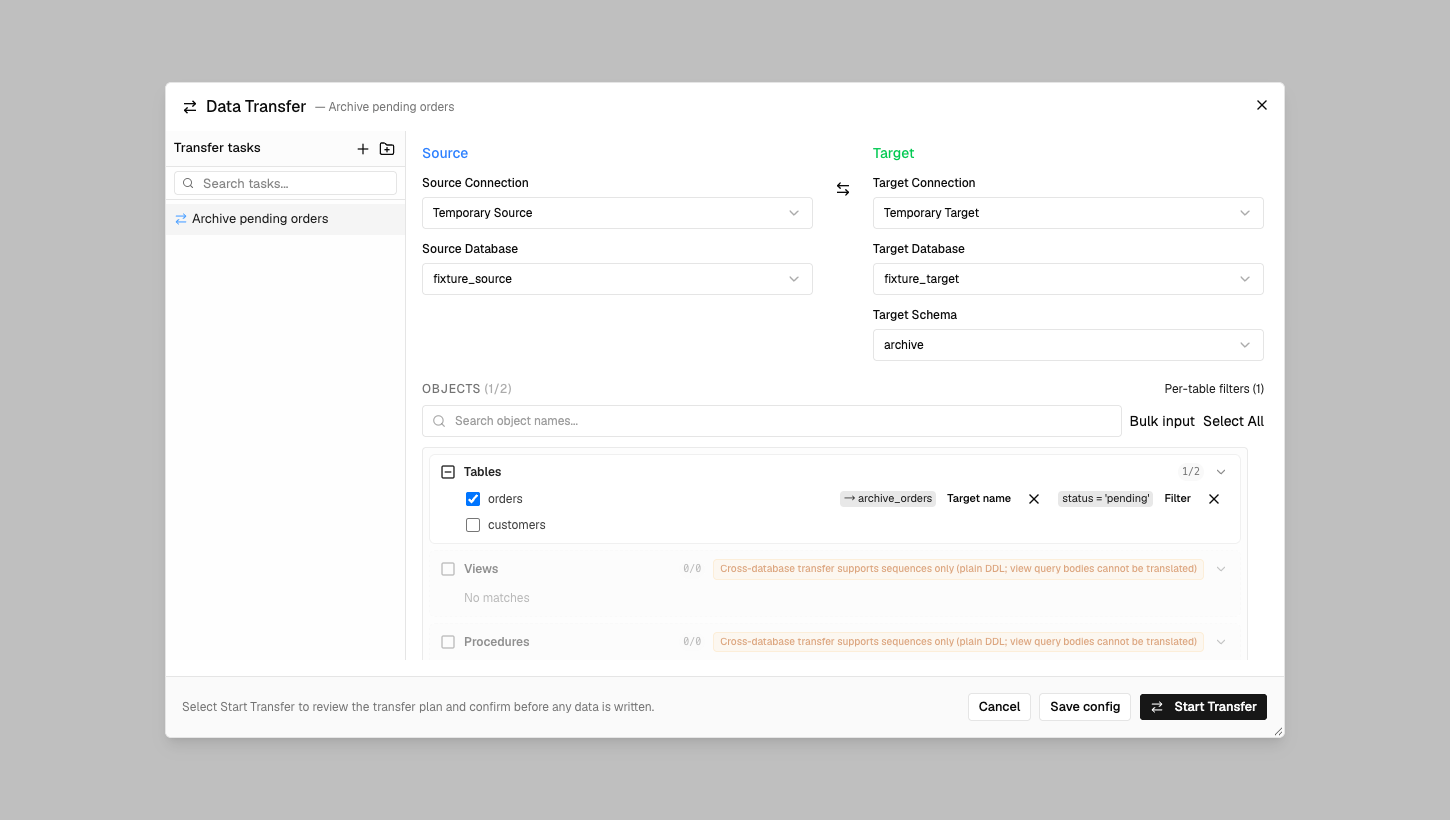 Data Transfer — Archive pending orders
Transfer tasks
Search tasks...
Archive pending orders
Source
Source Connection
Temporary Source
Source Database
fixture_source
Target
Target Connection
Temporary Target
Target Database
fixture_target
Target Schema
archive
OBJECTS (1/2)
Per-table filters (1)
Search object names...
Bulk input
Select All
Tables 1/2
orders → archive_orders Target name status = 'pending' Filter
customers
Views 0/0 Cross-database transfer supports sequences only (plain DDL; view query bodies cannot be translated)
No matches
Procedures 0/0 Cross-database transfer supports sequences only (plain DDL; view query bodies cannot be translated)
Select Start Transfer to review the transfer plan and confirm before any data is written.
Cancel
Save config
Start Transfer